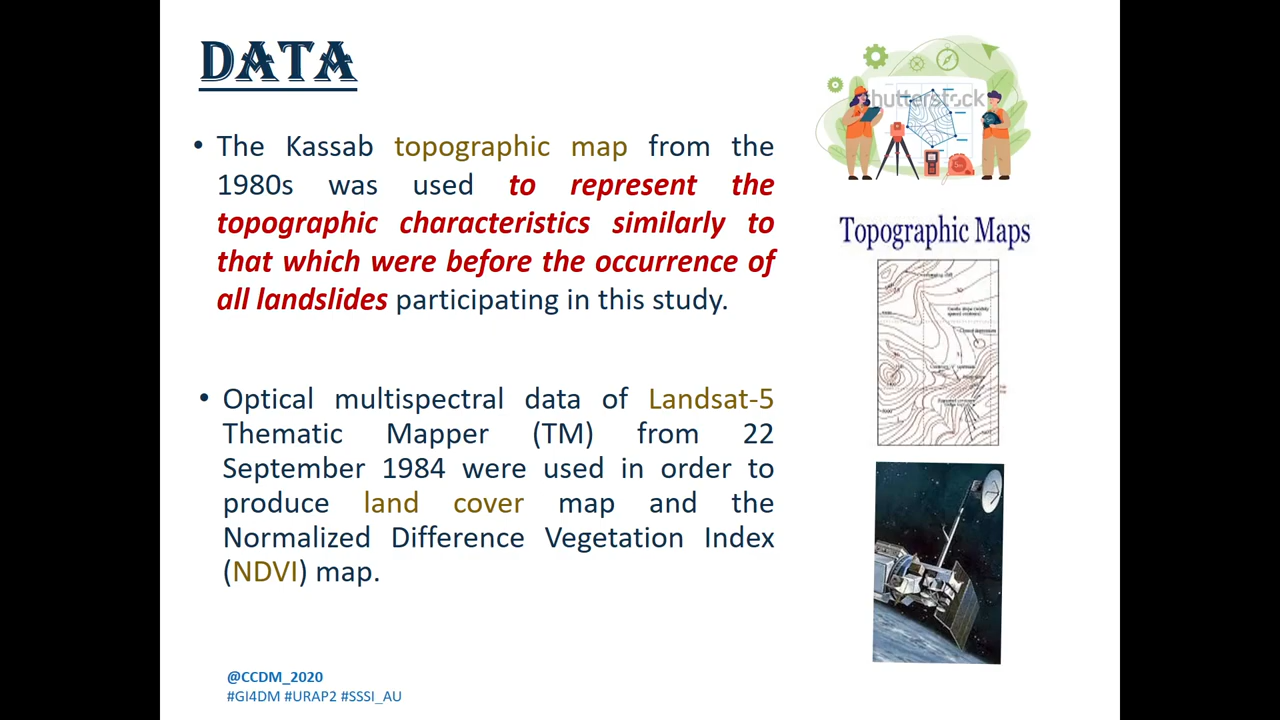 DATA
• The Kassab topographic map from the
1980s was used to represent the
topographic characteristics similarly to
that which were before the occurrence of
all landslides participating in this study.
• Optical multispectral data of Landsat-5
Thematic Mapper (TM) from 22
September 1984 were used in order to
produce land cover map and the
Normalized Difference Vegetation Index
(NDVI) map.
@CCDM_2020
#GI4DM #URAP2 #SSSI_AU
shutterstock
Topographic Maps